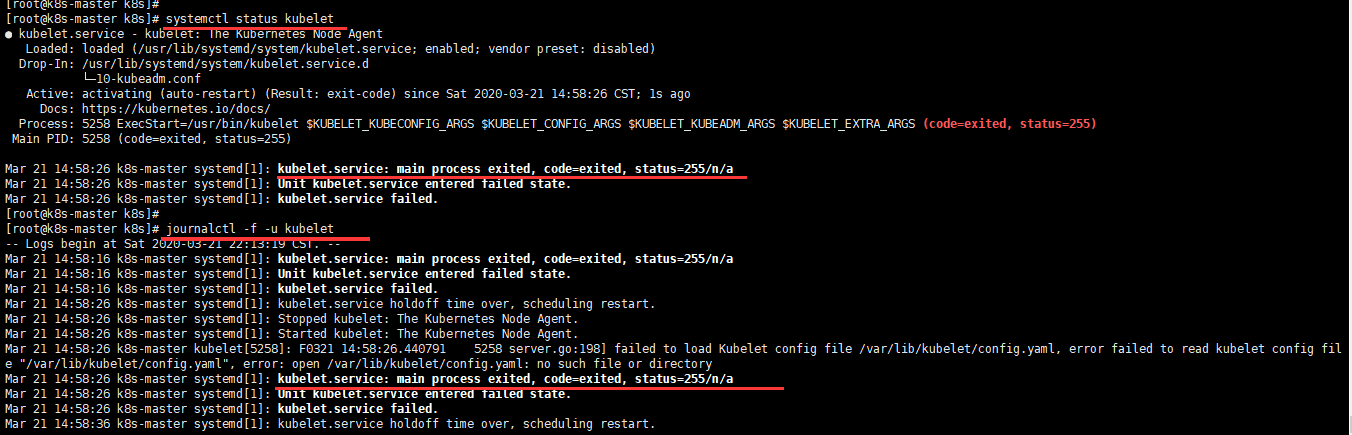 [root@k8s-master k8s]#
[root@k8s-master k8s]# systemctl status kubelet
● kubelet.service - kubelet: The Kubernetes Node Agent
   Loaded: loaded (/usr/lib/systemd/system/kubelet.service; enabled; vendor preset: disabled)
  Drop-In: /usr/lib/systemd/system/kubelet.service.d
           └─10-kubeadm.conf
   Active: activating (auto-restart) (Result: exit-code) since Sat 2020-03-21 14:58:26 CST; 1s ago
     Docs: https://kubernetes.io/docs/
  Process: 5258 ExecStart=/usr/bin/kubelet $KUBELET_KUBECONFIG_ARGS $KUBELET_CONFIG_ARGS $KUBELET_KUBEADM_ARGS $KUBELET_EXTRA_ARGS (code=exited, status=255)
 Main PID: 5258 (code=exited, status=255)
Mar 21 14:58:26 k8s-master systemd[1]: kubelet.service: main process exited, code=exited, status=255/n/a
Mar 21 14:58:26 k8s-master systemd[1]: Unit kubelet.service entered failed state.
Mar 21 14:58:26 k8s-master systemd[1]: kubelet.service failed.
[root@k8s-master k8s]#
[root@k8s-master k8s]# journalctl -f -u kubelet
-- Logs begin at Sat 2020-03-21 22:13:19 CST. --
Mar 21 14:58:16 k8s-master systemd[1]: kubelet.service: main process exited, code=exited, status=255/n/a
Mar 21 14:58:16 k8s-master systemd[1]: Unit kubelet.service entered failed state.
Mar 21 14:58:16 k8s-master systemd[1]: kubelet.service failed.
Mar 21 14:58:26 k8s-master systemd[1]: kubelet.service holdoff time over, scheduling restart.
Mar 21 14:58:26 k8s-master systemd[1]: Stopped kubelet: The Kubernetes Node Agent.
Mar 21 14:58:26 k8s-master systemd[1]: Started kubelet: The Kubernetes Node Agent.
Mar 21 14:58:26 k8s-master kubelet[5258]: F0321 14:58:26.440791    5258 server.go:198] failed to load Kubelet config file /var/lib/kubelet/config.yaml, error failed to read kubelet config fil
e "/var/lib/kubelet/config.yaml", error: open /var/lib/kubelet/config.yaml: no such file or directory
Mar 21 14:58:26 k8s-master systemd[1]: kubelet.service: main process exited, code=exited, status=255/n/a
Mar 21 14:58:26 k8s-master systemd[1]: Unit kubelet.service entered failed state.
Mar 21 14:58:26 k8s-master systemd[1]: kubelet.service failed.
Mar 21 14:58:36 k8s-master systemd[1]: kubelet.service holdoff time over, scheduling restart.